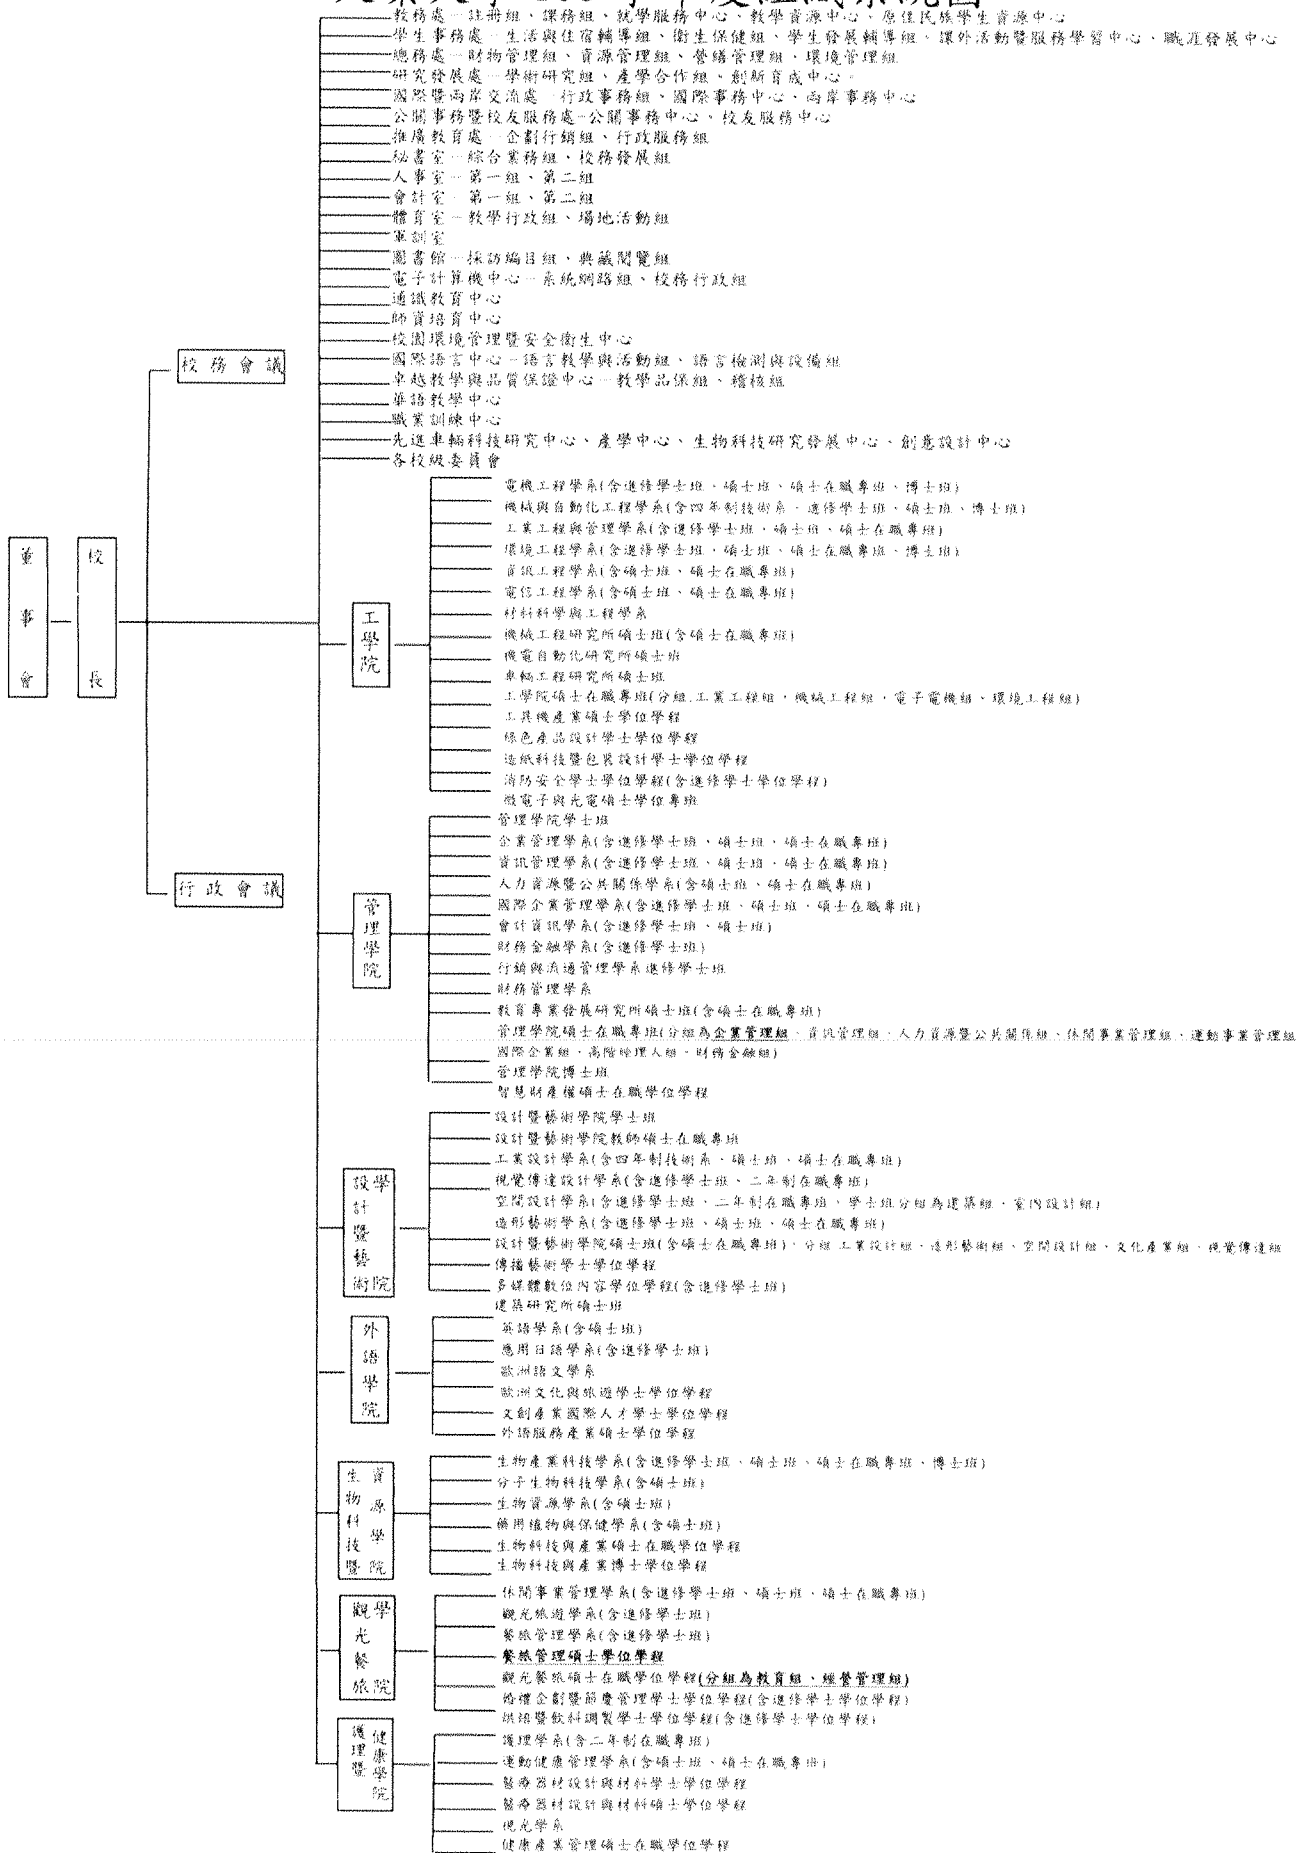 教務處—註冊組、課務組、就學服務中心、教學資源中心、原住民族學生資源中心
學生事務處—生活與住宿輔導組、衛生保健組、學生發展輔導組、課外活動暨服務學習中心、職涯發展中心
總務處—財物管理組、資源管理組、營繕管理組、環境管理組
研究發展處—學術研究組、產學合作組、創新育成中心
國際暨兩岸交流處—行政事務組、國際事務中心、兩岸事務中心
公關事務暨校友服務處-公關事務中心、校友服務中心
推廣教育處—企劃行銷組、行政服務組
秘書室—綜合業務組、校務發展組
人事室—第一組、第二組
會計室—第一組、第二組
體育室—教學行政組、場地活動組
軍訓室
圖書館—採訪編目組、典藏閱覽組
電子計算機中心—系統網路組、校務行政組
通識教育中心
師資培育中心
校園環境管理暨安全衛生中心
國際語言中心—語言教學與活動組、語言檢測與設備組
卓越教學與品質保證中心—教學品保組、稽核組
華語教學中心
職業訓練中心
先進車輛科技研究中心、產學中心、生物科技研究發展中心、創意設計中心
各校級委員會
校務會議
董事會
校長
行政會議
工學院
電機工程學系(含進修學士班、碩士班、碩士在職專班、博士班)
機械與自動化工程學系(含四年制技術系、進修學士班、碩士班、博士班)
工業工程與管理學系(含進修學士班、碩士班、碩士在職專班)
環境工程學系(含進修學士班、碩士班、碩士在職專班、博士班)
資訊工程學系(含碩士班、碩士在職專班)
電信工程學系(含碩士班、碩士在職專班)
材料科學與工程學系
機械工程研究所碩士班(含碩士在職專班)
機電自動化研究所碩士班
車輛工程研究所碩士班
工學院碩士在職專班(分組:工業工程組、機械工程組、電子電機組、環境工程組)
工具機產業碩士學位學程
綠色產品設計學士學位學程
造紙科技暨包裝設計學士學位學程
消防安全學士學位學程(含進修學士學位學程)
微電子與光電碩士學位專班
管理學院
管理學院學士班
企業管理學系(含進修學士班、碩士班、碩士在職專班)
資訊管理學系(含進修學士班、碩士班、碩士在職專班)
人力資源暨公共關係學系(含碩士班、碩士在職專班)
國際企業管理學系(含進修學士班、碩士班、碩士在職專班)
會計資訊學系(含進修學士班、碩士班)
財務金融學系(含進修學士班)
行銷與流通管理學系進修學士班
財務管理學系
教育專業發展研究所碩士班(含碩士在職專班)
管理學院碩士在職專班(分組為企業管理組、資訊管理組、人力資源暨公共關係組、休閒事業管理組、運動事業管理組
國際企業組、高階經理人組、財務金融組)
管理學院博士班
智慧財產權碩士在職學位學程
設計暨藝術學院
設計暨藝術學院學士班
設計暨藝術學院教師碩士在職專班
工業設計學系(含四年制技術系、碩士班、碩士在職專班)
視覺傳達設計學系(含進修學士班、二年制在職專班)
空間設計學系(含進修學士班、二年制在職專班、學士班分組為建築組、室內設計組)
造形藝術學系(含進修學士班、碩士班、碩士在職專班)
設計暨藝術學院碩士班(含碩士在職專班)、分組:工業設計組、造形藝術組、空間設計組、文化產業組、視覺傳達組
傳播藝術學士學位學程
多媒體數位內容學位學程(含進修學士班)
建築研究所碩士班
外語學院
英語學系(含碩士班)
應用日語學系(含進修學士班)
歐洲語文學系
歐洲文化與旅遊學士學位學程
文創產業國際人才學士學位學程
外語服務產業碩士學位學程
生物科技暨資源學院
生物產業科技學系(含進修學士班、碩士班、碩士在職專班、博士班)
分子生物科技學系(含碩士班)
生物資源學系(含碩士班)
藥用植物與保健學系(含碩士班)
生物科技與產業碩士在職學位學程
生物科技與產業博士學位學程
觀光餐旅學院
休閒事業管理學系(含進修學士班、碩士班、碩士在職專班)
觀光旅遊學系(含進修學士班)
餐旅管理學系(含進修學士班)
餐旅管理碩士學位學程
觀光餐旅碩士在職學位學程(分組為教育組、經營管理組)
婚禮企劃暨節慶管理學士學位學程(含進修學士學位學程)
烘焙暨飲料調製學士學位學程(含進修學士學位學程)
護理暨健康學院
護理學系(含二年制在職專班)
運動健康管理學系(含碩士班、碩士在職專班)
醫療器材設計與材料學士學位學程
醫療器材設計與材料碩士學位學程
視光學系
健康產業管理碩士在職學位學程